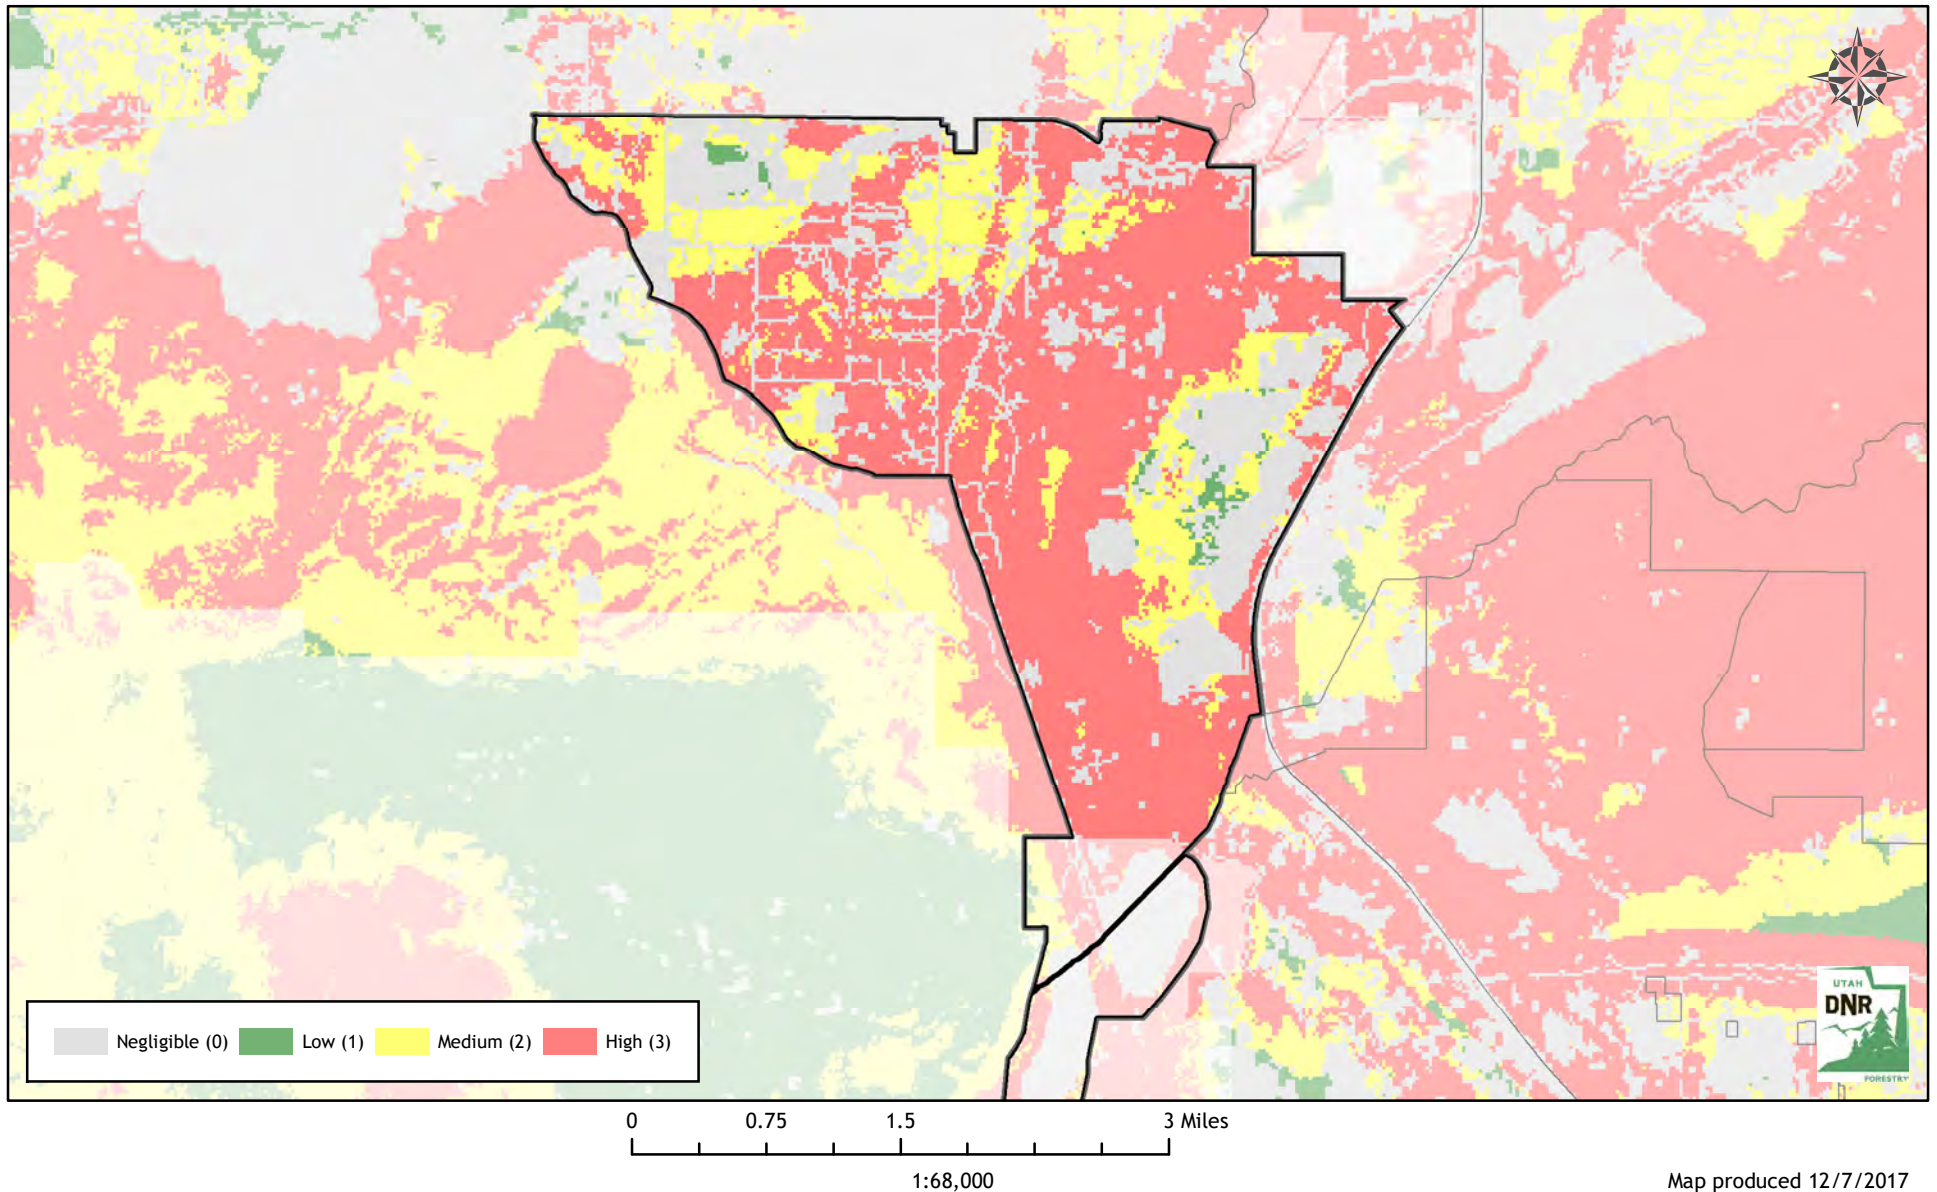 Negligible (0) Low (1) Medium (2) High (3)
UTAH
DNR
FORESTRY
0 0.75 1.5 3 Miles
1:68,000
Map produced 12/7/2017